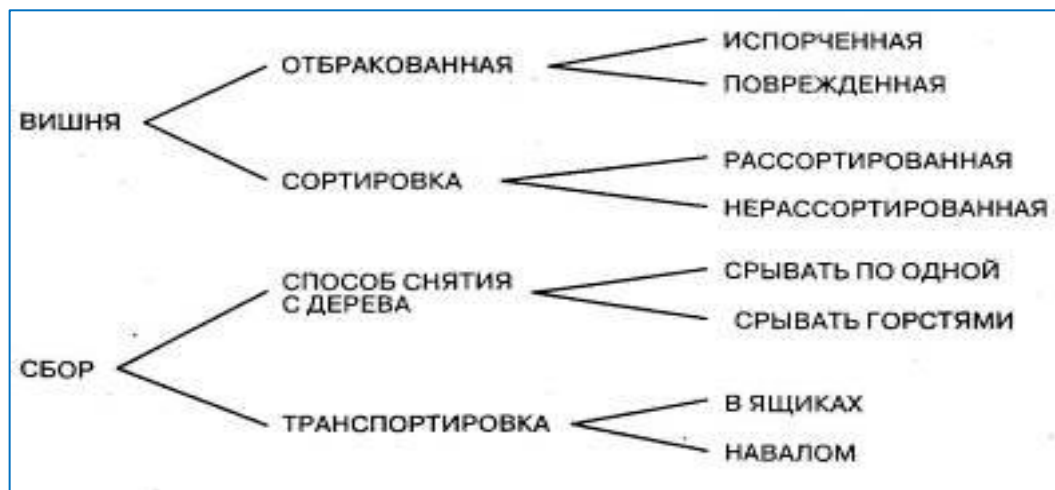 ВИШНЯ
ОТБРАКОВАННАЯ
ИСПОРЧЕННАЯ
ПОВРЕЖДЕННАЯ
СОРТИРОВКА
РАССОРТИРОВАННАЯ
НЕРАССОРТИРОВАННАЯ
СБОР
СПОСОБ СНЯТИЯ
С ДЕРЕВА
СРЫВАТЬ ПО ОДНОЙ
СРЫВАТЬ ГОРСТЯМИ
ТРАНСПОРТИРОВКА
В ЯЩИКАХ
НАВАЛОМ